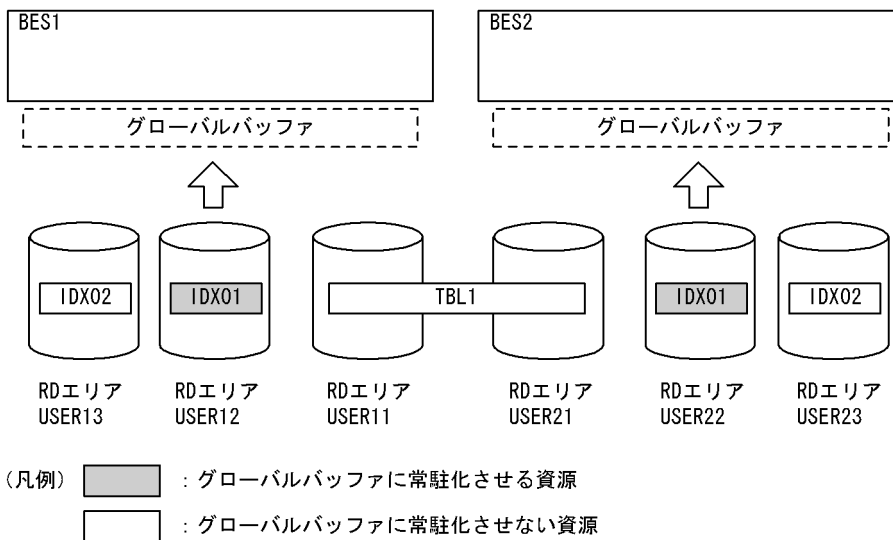 BES1 BES2
グローバルバッファ グローバルバッファ
IDX02 IDX01 TBL1 IDX01 IDX02
RDエリア RDエリア RDエリア RDエリア RDエリア RDエリア
USER13 USER12 USER11 USER21 USER22 USER23
(凡例) :グローバルバッファに常駐化させる資源
:グローバルバッファに常駐化させない資源